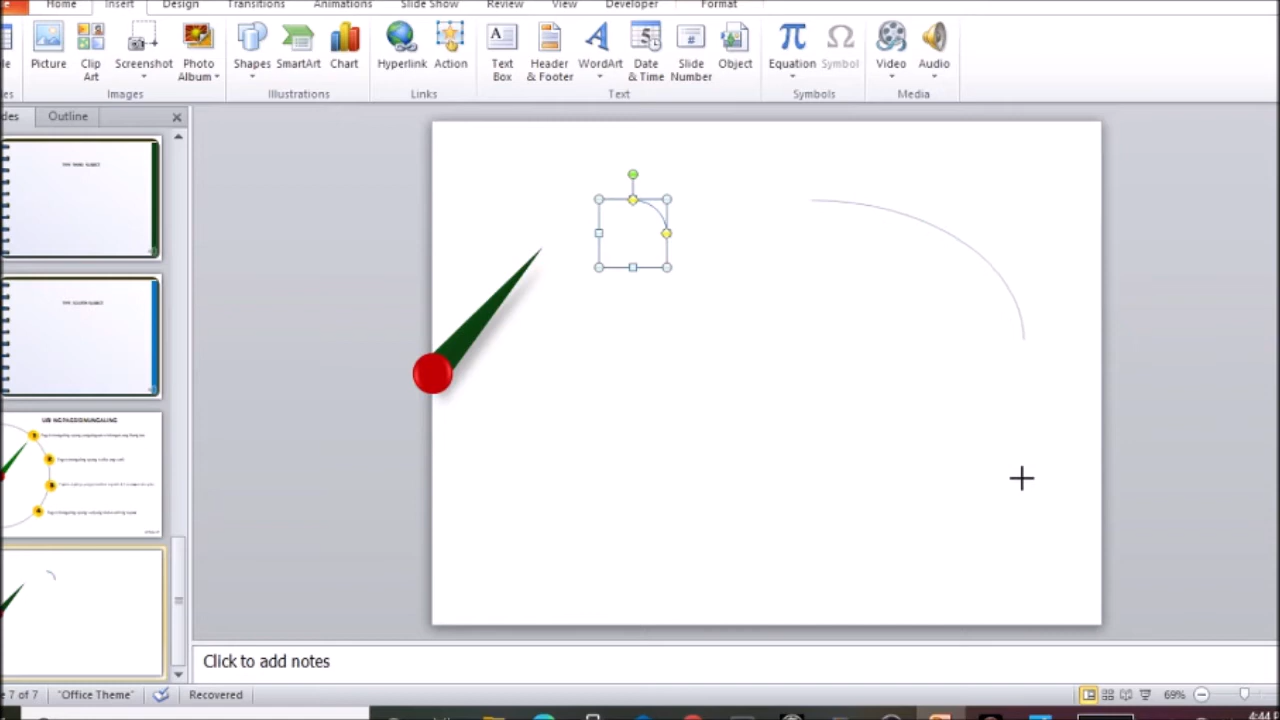 Home Insert Design Transitions Animations Slide Show Review View Developer Format
Picture Clip Art Screenshot Photo Album Shapes SmartArt Chart Hyperlink Action Text Box Header & Footer WordArt Date & Time Slide Number Object Equation Symbol Video Audio
Images Illustrations Links Text Symbols Media
Outline
Click to add notes
7 of 7 "Office Theme" Recovered 69%